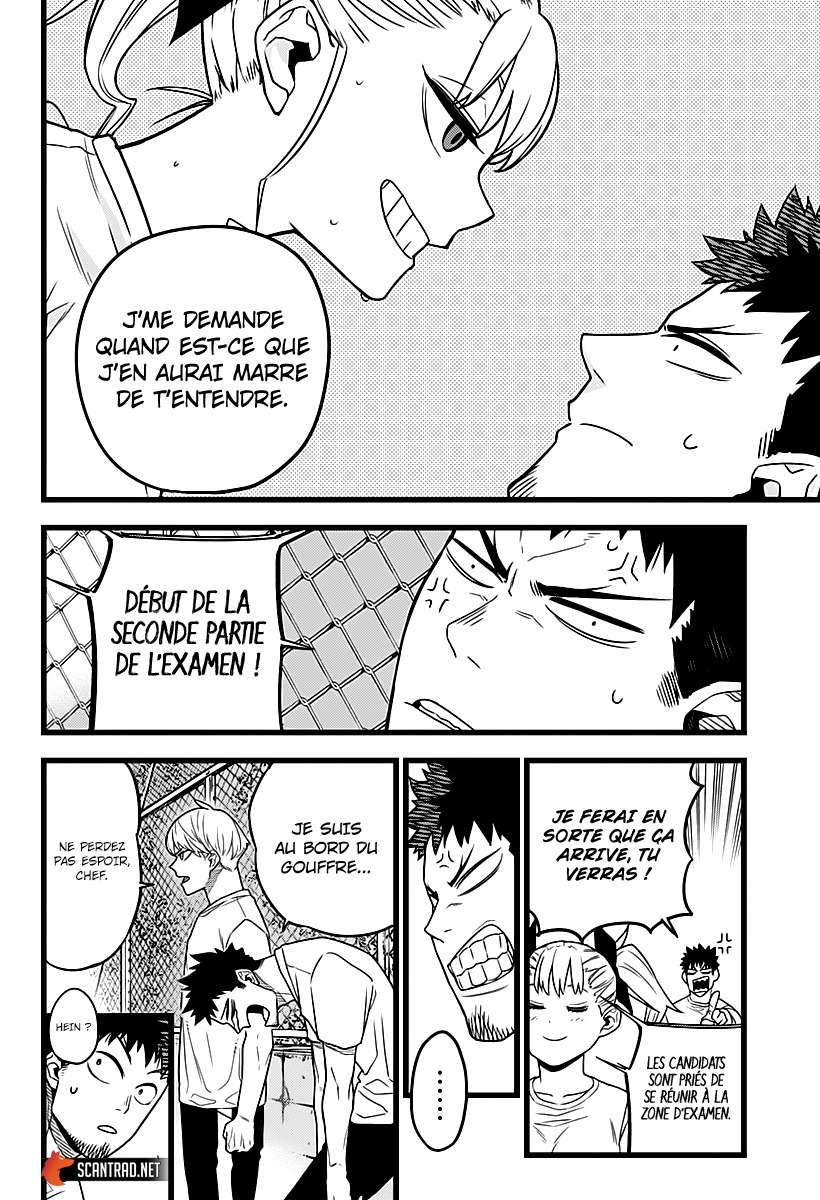 J'ME DEMANDE
QUAND EST-CE QUE
J'EN AURAI MARRE
DE T'ENTENDRE.
DÉBUT DE LA
SECONDE PARTIE
DE L'EXAMEN !
JE FERAI EN
SORTE QUE ÇA
ARRIVE, TU
VERRAS !
LES CANDIDATS
SONT PRIÉS DE
SE RÉUNIR À LA
ZONE D'EXAMEN.
......
JE SUIS
AU BORD DU
GOUFFRE...
NE PERDEZ
PAS ESPOIR,
CHEF.
HEIN ?
SCANTRAD.NET